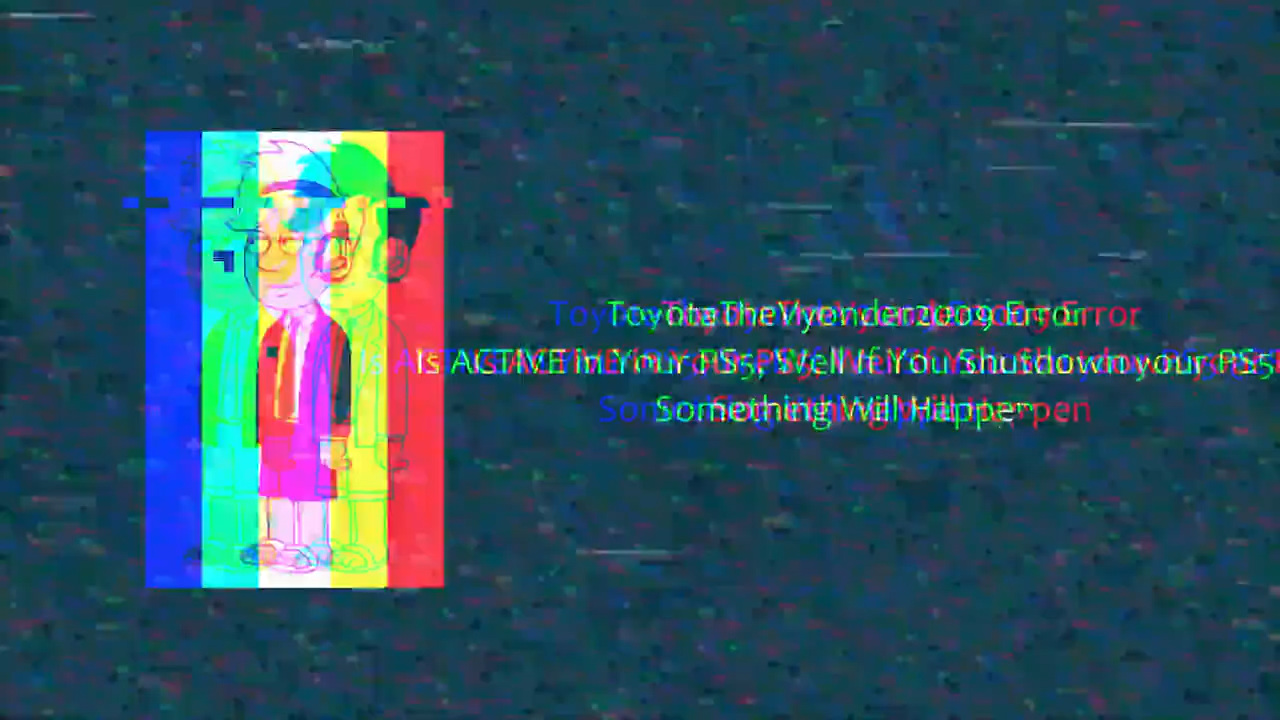 ToyotaTheVyonder2009 Error
Is ACTIVE in Your PS5, Well If You Shutdown your PS5
Something Will Happen